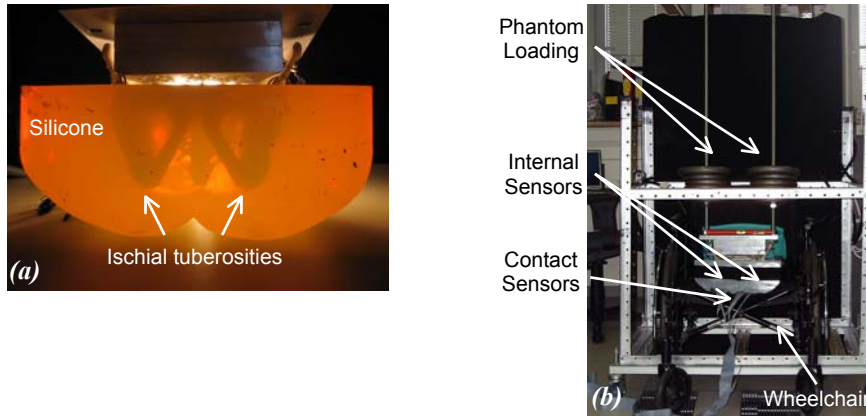 Silicone
Ischial tuberosities
(a)
Phantom
Loading
Internal
Sensors
Contact
Sensors
Wheelchair
(b)